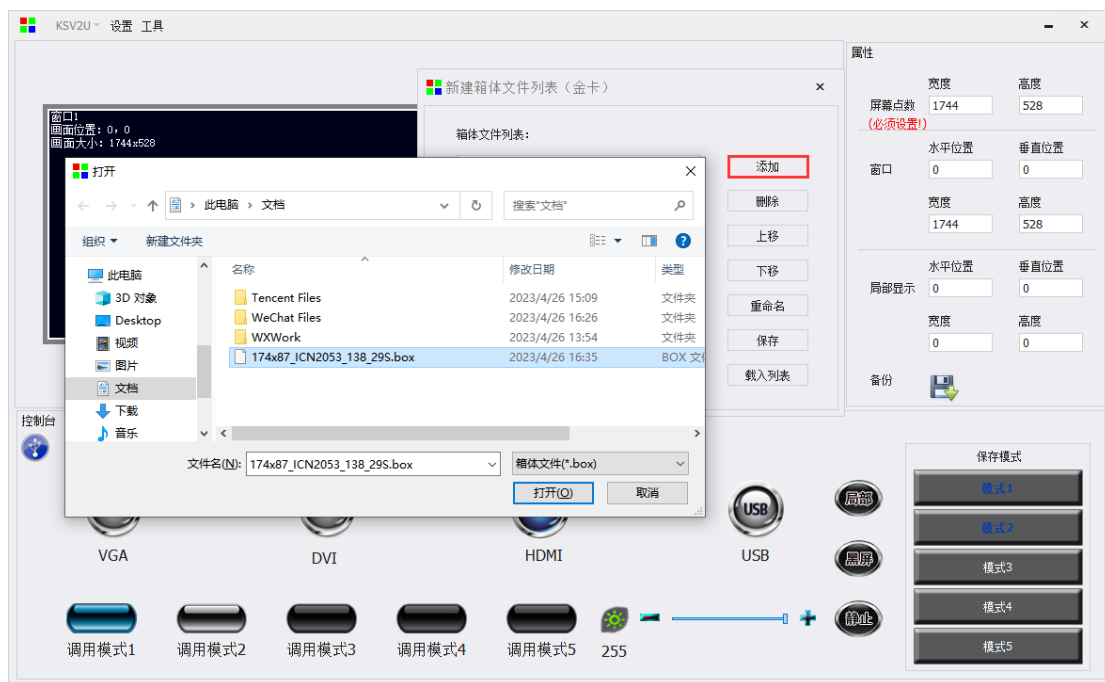 KSV2U 设置 工具
属性
新建箱体文件列表（金卡）
宽度 高度
屏幕点数 1744 528
(必须设置!)
窗口1
画面位置：0，0
画面大小：1744x528
箱体文件列表：
水平位置 垂直位置
窗口 0 0
宽度 高度
1744 528
水平位置 垂直位置
局部显示 0 0
宽度 高度
0 0
备份
添加
删除
上移
下移
重命名
保存
载入列表
打开
此电脑 › 文档
搜索"文档"
组织 新建文件夹
此电脑
3D 对象
Desktop
视频
图片
文档
下载
音乐
名称 修改日期 类型
Tencent Files 2023/4/26 15:09 文件夹
WeChat Files 2023/4/26 16:26 文件夹
WXWork 2023/4/26 13:54 文件夹
174x87_ICN2053_138_29S.box 2023/4/26 16:35 BOX 文
文件名(N): 174x87_ICN2053_138_29S.box 箱体文件(*.box)
打开(O) 取消
控制台
USB
VGA DVI HDMI USB
局部
黑屏
静止
调用模式1 调用模式2 调用模式3 调用模式4 调用模式5 255
保存模式
模式1
模式2
模式3
模式4
模式5